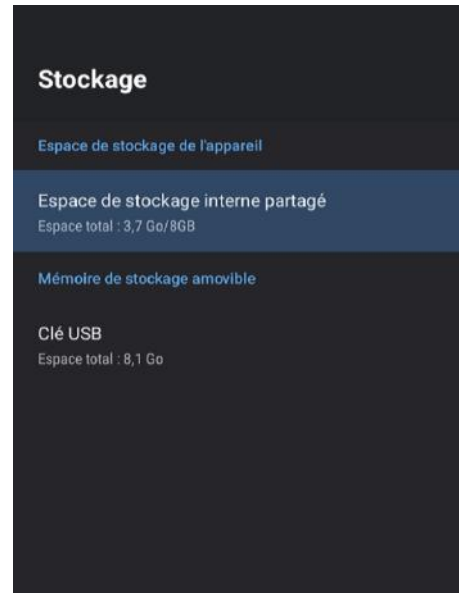 Stockage
Espace de stockage de l'appareil
Espace de stockage interne partagé
Espace total : 3,7 Go/8GB
Mémoire de stockage amovible
Clé USB
Espace total : 8,1 Go